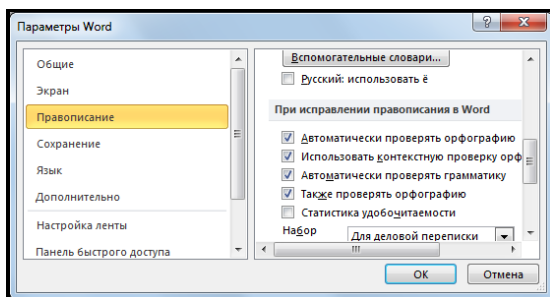 Параметры Word
Общие
Экран
Правописание
Сохранение
Язык
Дополнительно
Настройка ленты
Панель быстрого доступа
Вспомогательные словари...
Русский: использовать ё
При исправлении правописания в Word
Автоматически проверять орфографию
Использовать контекстную проверку орф
Автоматически проверять грамматику
Также проверять орфографию
Статистика удобочитаемости
Набор
Для деловой переписки
ОК
Отмена